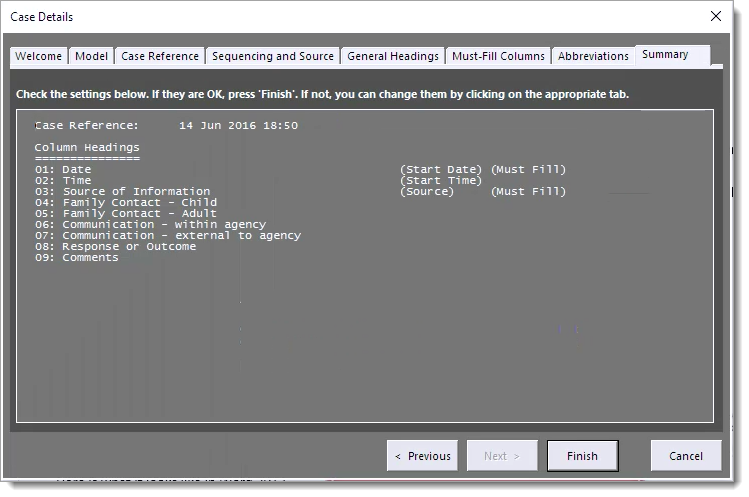 Case Details
Welcome Model Case Reference Sequencing and Source General Headings Must-Fill Columns Abbreviations Summary
Check the settings below. If they are OK, press 'Finish'. If not, you can change them by clicking on the appropriate tab.
Case Reference: 14 Jun 2016 18:50
Column Headings
===============
01: Date (Start Date) (Must Fill)
02: Time (Start Time)
03: Source of Information (Source) (Must Fill)
04: Family Contact - Child
05: Family Contact - Adult
06: Communication - within agency
07: Communication - external to agency
08: Response or Outcome
09: Comments
< Previous Next > Finish Cancel